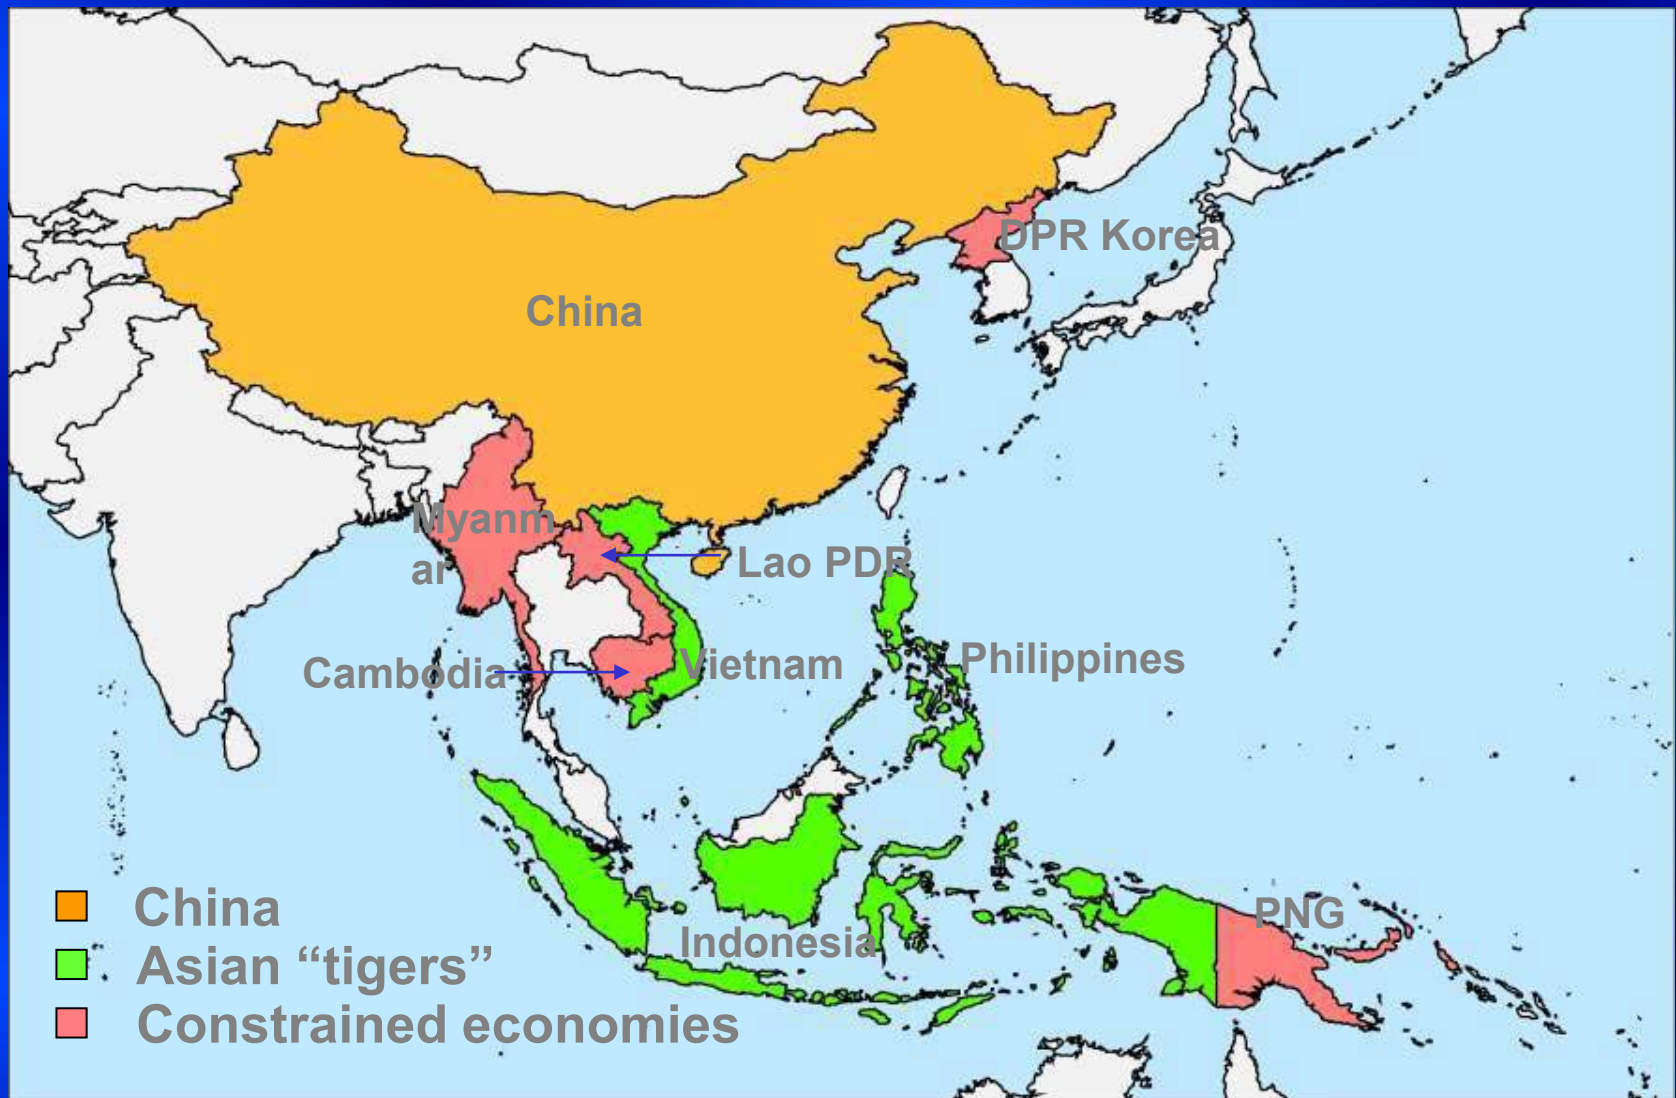 DPR Korea
China
Myanm
ar
Lao PDR
Cambodia
Vietnam
Philippines
Indonesia
PNG
China
Asian “tigers”
Constrained economies